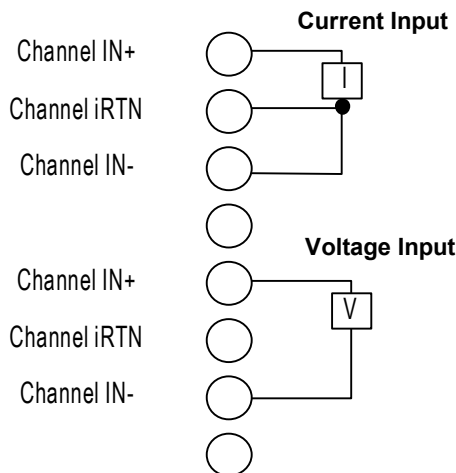 Current Input
Channel IN+
I
Channel iRTN
Channel IN-
Voltage Input
Channel IN+
V
Channel iRTN
Channel IN-